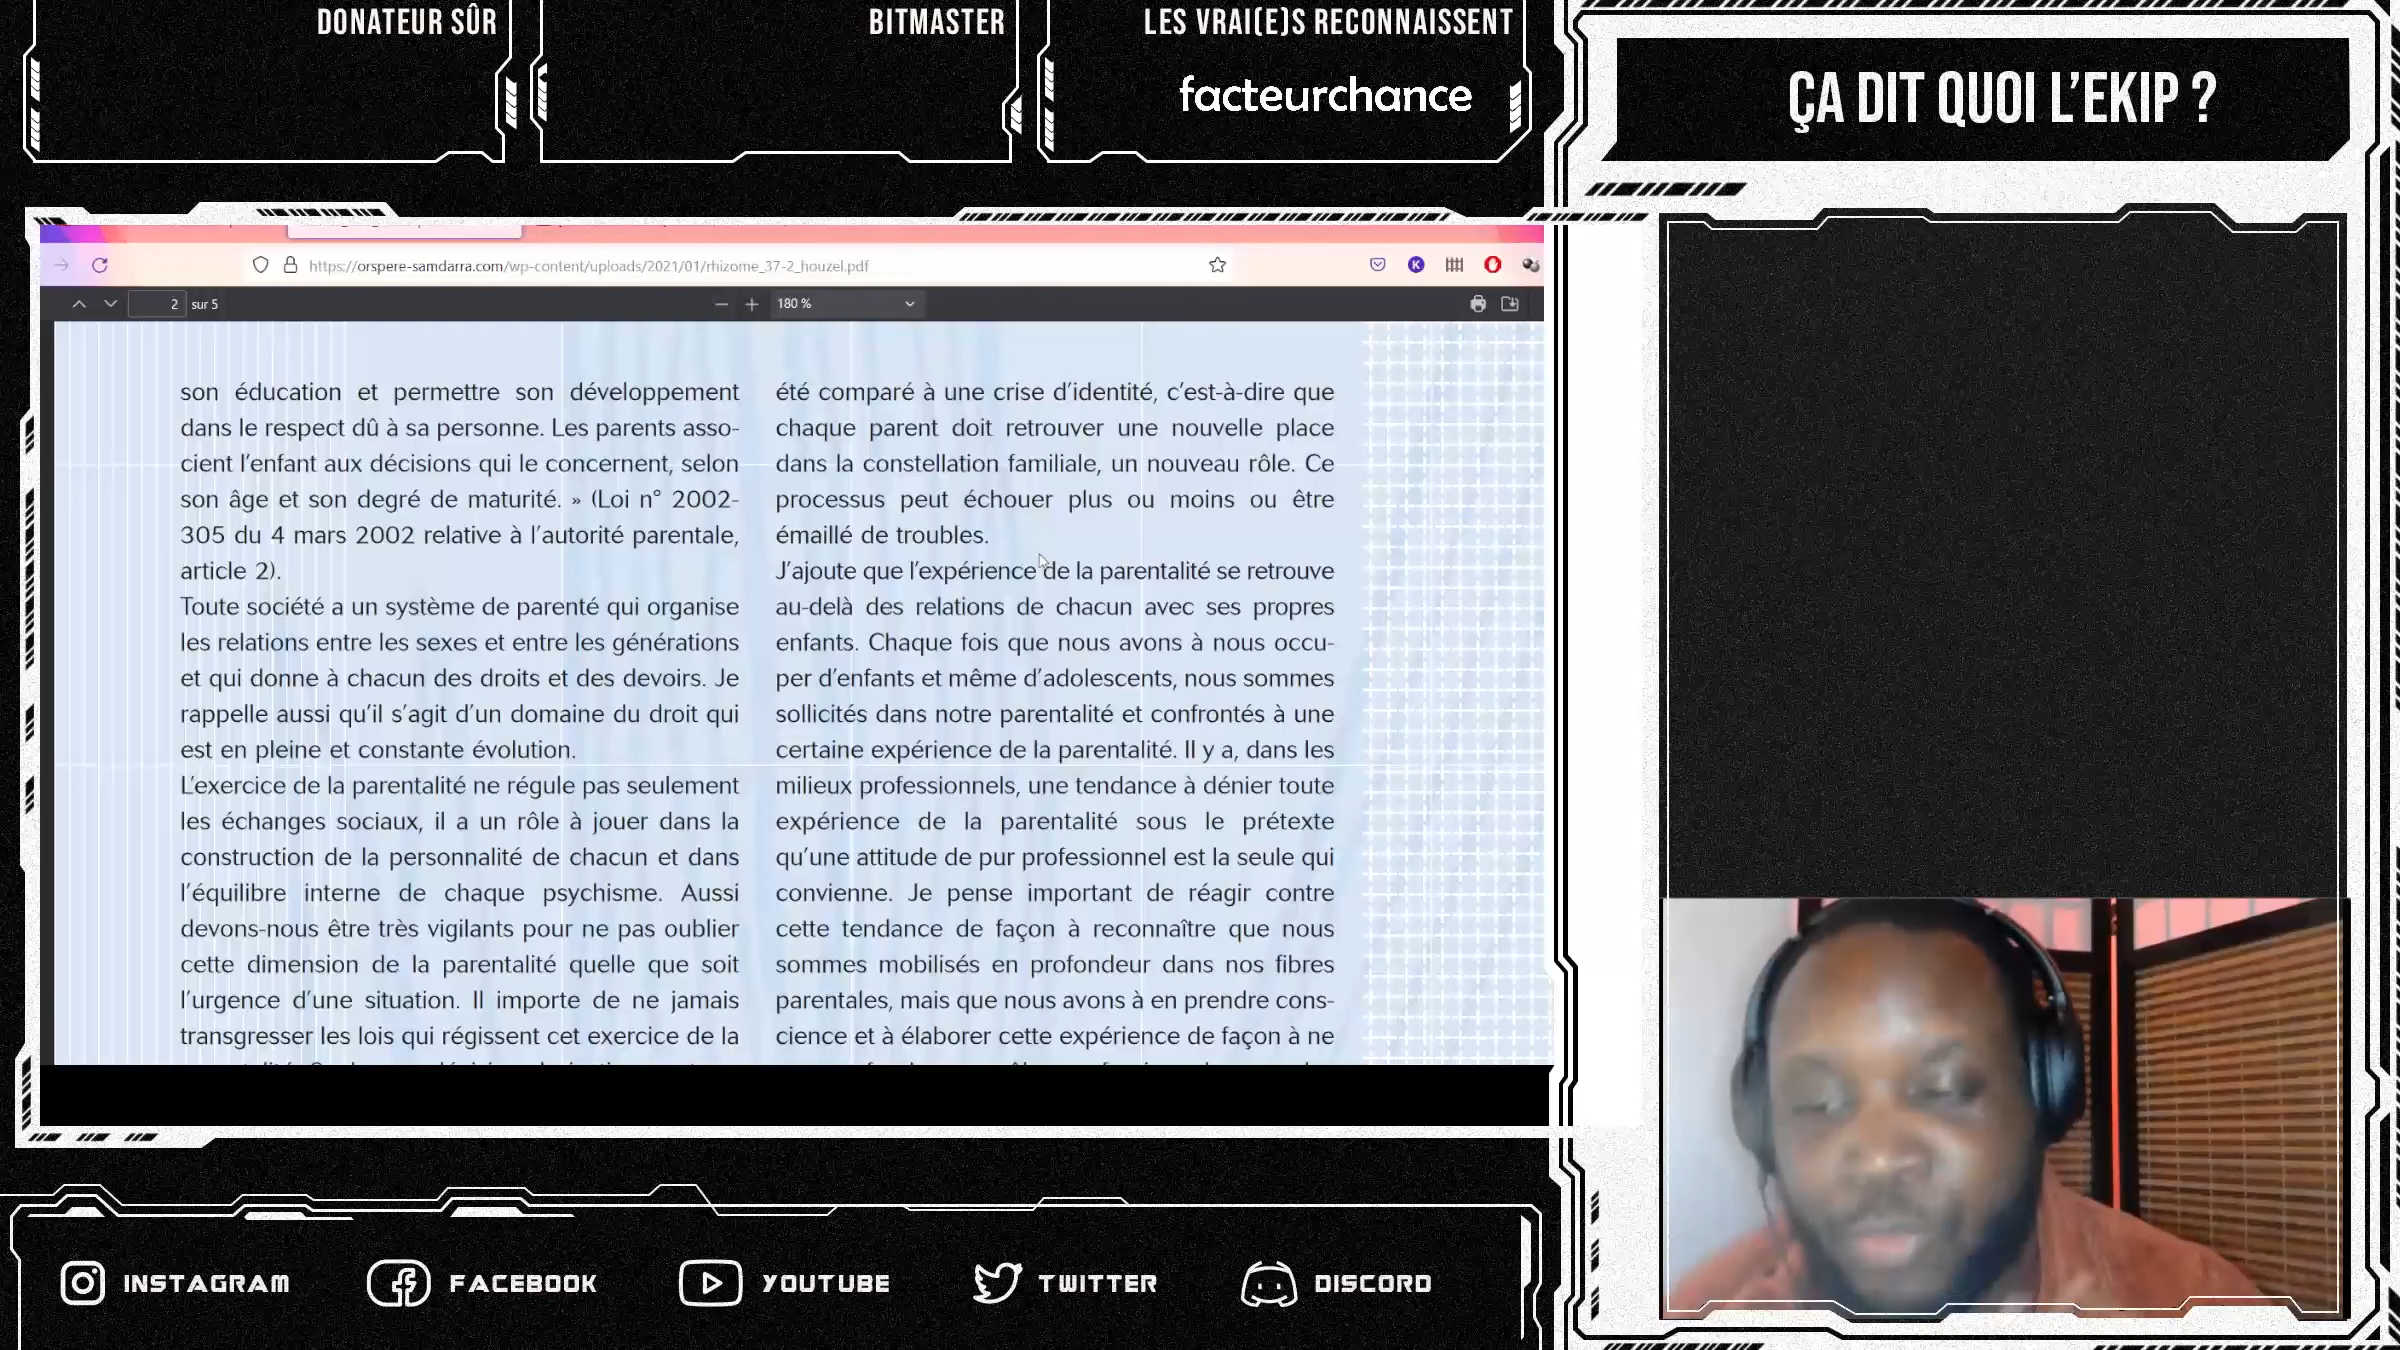 DONATEUR SÛR
BITMASTER
LES VRAI(E)S RECONNAISSENT
facteurchance
ÇA DIT QUOI L'EKIP ?
https://orspere-samdarra.com/wp-content/uploads/2021/01/rhizome_37-2_houzel.pdf
K
2 sur 5
180 %
son éducation et permettre son développement
dans le respect dû à sa personne. Les parents asso-
cient l'enfant aux décisions qui le concernent, selon
son âge et son degré de maturité. » (Loi n° 2002-
305 du 4 mars 2002 relative à l'autorité parentale,
article 2).
Toute société a un système de parenté qui organise
les relations entre les sexes et entre les générations
et qui donne à chacun des droits et des devoirs. Je
rappelle aussi qu'il s'agit d'un domaine du droit qui
est en pleine et constante évolution.
L'exercice de la parentalité ne régule pas seulement
les échanges sociaux, il a un rôle à jouer dans la
construction de la personnalité de chacun et dans
l'équilibre interne de chaque psychisme. Aussi
devons-nous être très vigilants pour ne pas oublier
cette dimension de la parentalité quelle que soit
l'urgence d'une situation. Il importe de ne jamais
transgresser les lois qui régissent cet exercice de la
été comparé à une crise d'identité, c'est-à-dire que
chaque parent doit retrouver une nouvelle place
dans la constellation familiale, un nouveau rôle. Ce
processus peut échouer plus ou moins ou être
émaillé de troubles.
J'ajoute que l'expérience de la parentalité se retrouve
au-delà des relations de chacun avec ses propres
enfants. Chaque fois que nous avons à nous occu-
per d'enfants et même d'adolescents, nous sommes
sollicités dans notre parentalité et confrontés à une
certaine expérience de la parentalité. Il y a, dans les
milieux professionnels, une tendance à dénier toute
expérience de la parentalité sous le prétexte
qu'une attitude de pur professionnel est la seule qui
convienne. Je pense important de réagir contre
cette tendance de façon à reconnaître que nous
sommes mobilisés en profondeur dans nos fibres
parentales, mais que nous avons à en prendre cons-
cience et à élaborer cette expérience de façon à ne
INSTAGRAM
FACEBOOK
YOUTUBE
TWITTER
DISCORD